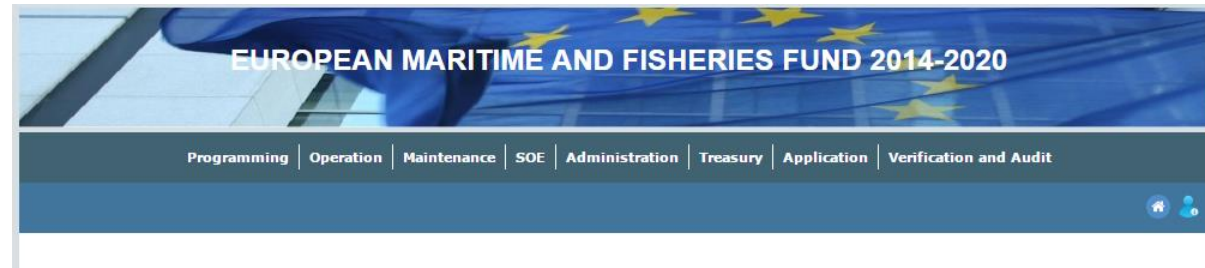 EUROPEAN MARITIME AND FISHERIES FUND 2014-2020
Programming Operation Maintenance SOE Administration Treasury Application Verification and Audit